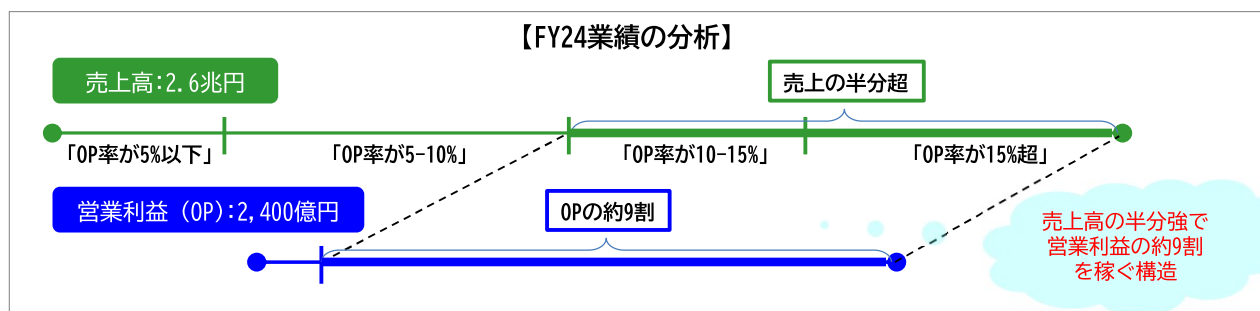 【FY24業績の分析】
売上高：2.6兆円
売上の半分超
「OP率が5%以下」
「OP率が5-10%」
「OP率が10-15%」
「OP率が15%超」
営業利益（OP）：2,400億円
OPの約9割
売上高の半分強で
営業利益の約9割
を稼ぐ構造